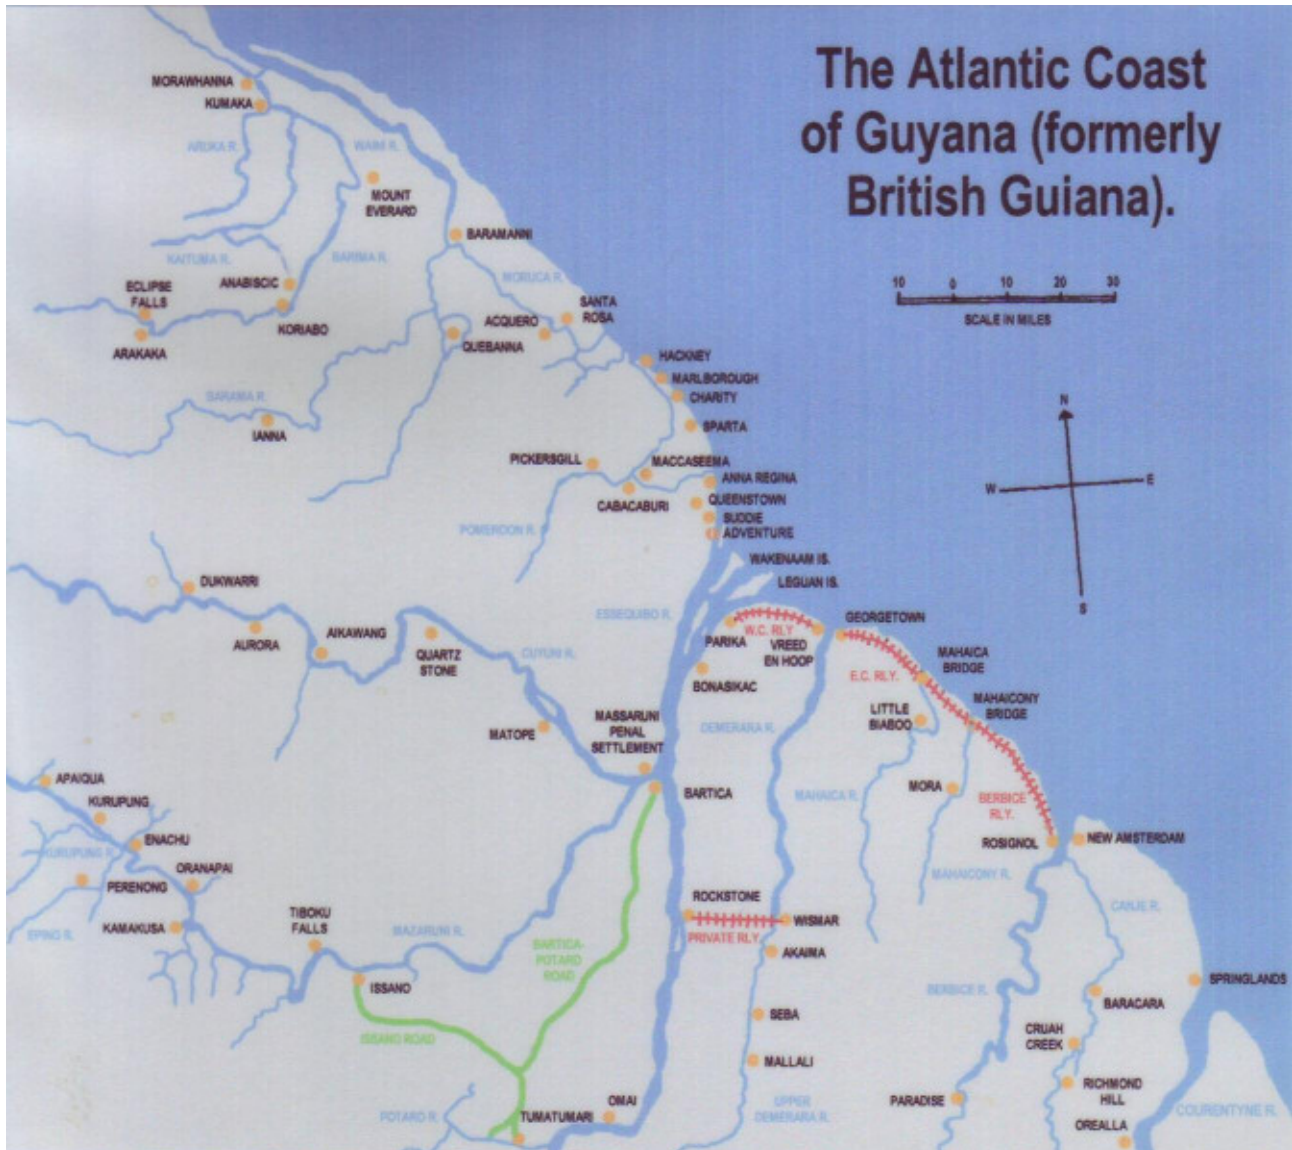 The Atlantic Coast
of Guyana (formerly
British Guiana).
10 0 10 20 30
SCALE IN MILES
N
W
E
S
MORAWHANNA
KUMAKA
ARUKA R.
WAINI R.
MOUNT
EVERARD
BARAMANNI
KAITUMA R.
BARIMA R.
MORUCA R.
ANABISCIC
ECLIPSE
FALLS
KORIABO
ARAKAKA
SANTA
ROSA
ACQUERO
QUEBANNA
HACKNEY
MARLBOROUGH
CHARITY
BARAMA R.
IANNA
SPARTA
PICKERSGILL
MACCASEEMA
ANNA REGINA
CABACABURI
QUEENSTOWN
SUDDIE
ADVENTURE
POMEROON R.
WAKENAAM IS.
LEGUAN IS.
DUKWARRI
ESSEQUIBO R.
AURORA
AIKAWANG
QUARTZ
STONE
CUYUNI R.
PARIKA
W.C. RLY
VREED
EN HOOP
GEORGETOWN
BONASIKAC
E.C. RLY.
MAHAICA
BRIDGE
MAHAICONY
BRIDGE
LITTLE
BIABOO
MATOPE
MASSARUNI
PENAL
SETTLEMENT
DEMERARA R.
APAIQUA
BARTICA
MAHAICA R.
MORA
BERBICE
RLY.
KURUPUNG
ENACHU
KURUPUNG R.
ROSIGNOL
NEW AMSTERDAM
PERENONG
ORANAPAI
MAHAICONY R.
KAMAKUSA
EPING R.
TIBOKU
FALLS
MAZARUNI R.
ROCKSTONE
WISMAR
PRIVATE RLY.
CANJE R.
BARTICA-
POTARO
ROAD
AKAIMA
ISSANO
SPRINGLANDS
BERBICE R.
BARACARA
SEBA
ISSANO ROAD
CRUAH
CREEK
MALLALI
RICHMOND
HILL
PARADISE
OMAI
UPPER
DEMERARA R.
POTARO R.
TUMATUMARI
COURENTYNE R.
OREALLA